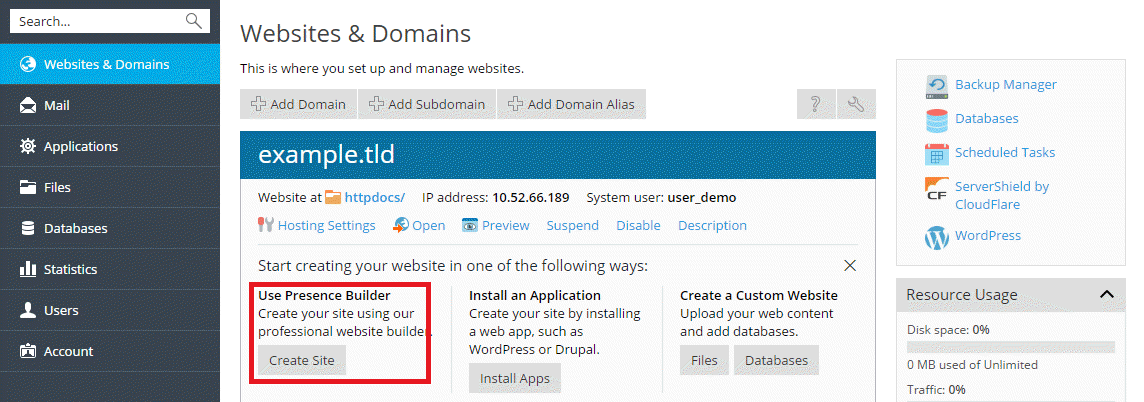 Search...
Websites & Domains
Mail
Applications
Files
Databases
Statistics
Users
Account
Websites & Domains
This is where you set up and manage websites.
Add Domain Add Subdomain Add Domain Alias ?
example.tld
Website at httpdocs/ IP address: 10.52.66.189 System user: user_demo
Hosting Settings Open Preview Suspend Disable Description
Start creating your website in one of the following ways:
Use Presence Builder
Create your site using our
professional website builder.
Create Site
Install an Application
Create your site by installing
a web app, such as
WordPress or Drupal.
Install Apps
Create a Custom Website
Upload your web content
and add databases.
Files Databases
Backup Manager
Databases
Scheduled Tasks
CF
ServerShield by
CloudFlare
WordPress
Resource Usage
Disk space: 0%
0 MB used of Unlimited
Traffic: 0%